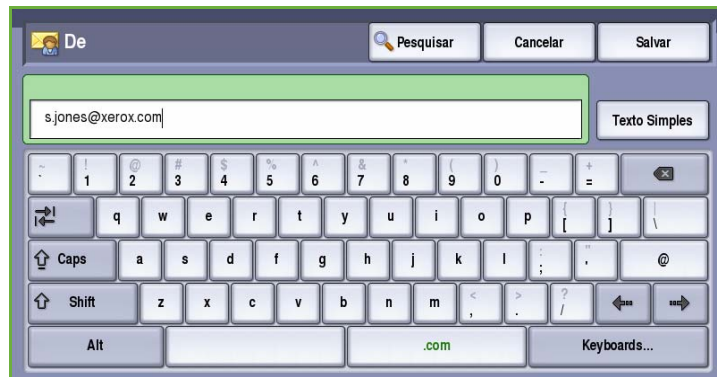 De Pesquisar Cancelar Salvar
s.jones@xerox.com Texto Simples
~ ! @ # $ % ^ & * ( ) _ +
` 1 2 3 4 5 6 7 8 9 0 - =
q w e r t y u i o p { [ } ] | \
Caps a s d f g h j k l : ; " ' @
Shift z x c v b n m < , > . ? /
Alt .com Keyboards...